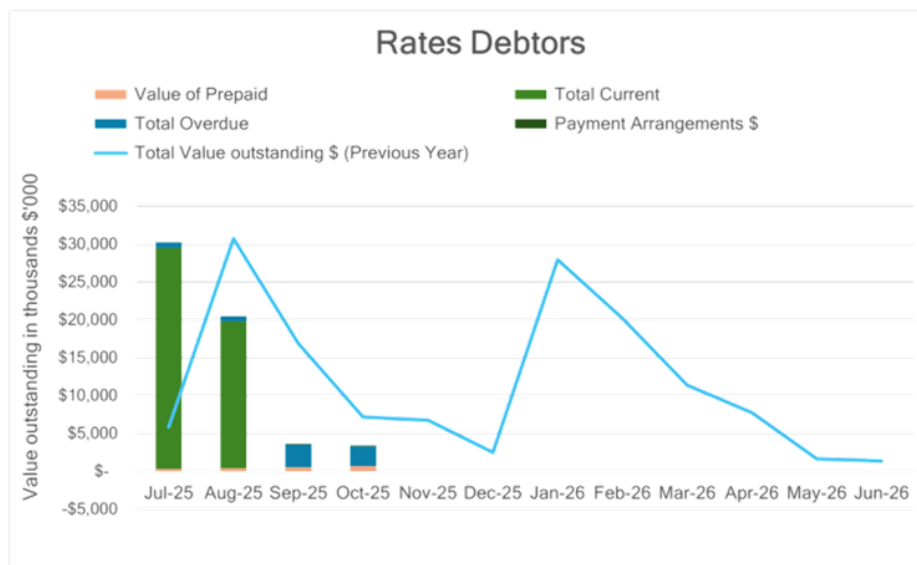 Rates Debtors
Value of Prepaid
Total Current
Total Overdue
Payment Arrangements $
Total Value outstanding $ (Previous Year)
Value outstanding in thousands $'000
$35,000
$30,000
$25,000
$20,000
$15,000
$10,000
$5,000
$-
-$5,000
Jul-25 Aug-25 Sep-25 Oct-25 Nov-25 Dec-25 Jan-26 Feb-26 Mar-26 Apr-26 May-26 Jun-26